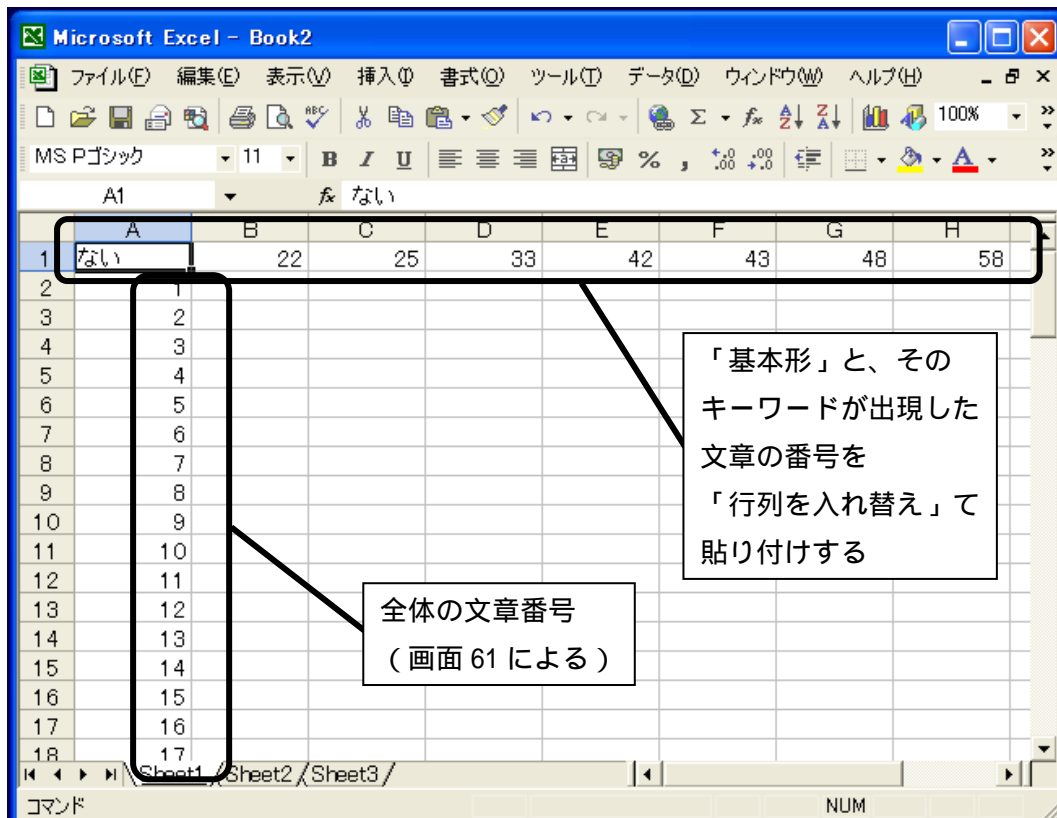 Microsoft Excel - Book2
ファイル(F) 編集(E) 表示(V) 挿入(I) 書式(O) ツール(T) データ(D) ウィンドウ(W) ヘルプ(H)
ABC Σ fx 100%
MS Pゴシック 11 B I U % , A
A1 fx ない
A B C D E F G H
1 ない 22 25 33 42 43 48 58
2 1
3 2
4 3
5 4
6 5
7 6
8 7
9 8
10 9
11 10
12 11
13 12
14 13
15 14
16 15
17 16
18 17
「基本形」と、その
キーワードが出現した
文章の番号を
「行列を入れ替え」て
貼り付けする
全体の文章番号
(画面 61 による)
Sheet1 Sheet2 Sheet3
コマンド NUM